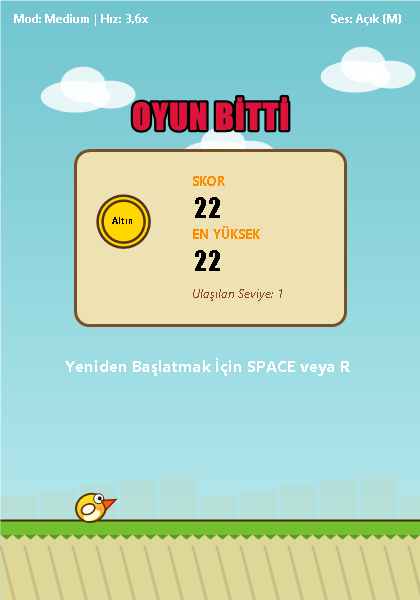 Mod: Medium | Hız: 3,6x
Ses: Açık (M)
OYUN BİTTİ
SKOR
Altın
22
EN YÜKSEK
22
Ulaşılan Seviye: 1
Yeniden Başlatmak İçin SPACE veya R